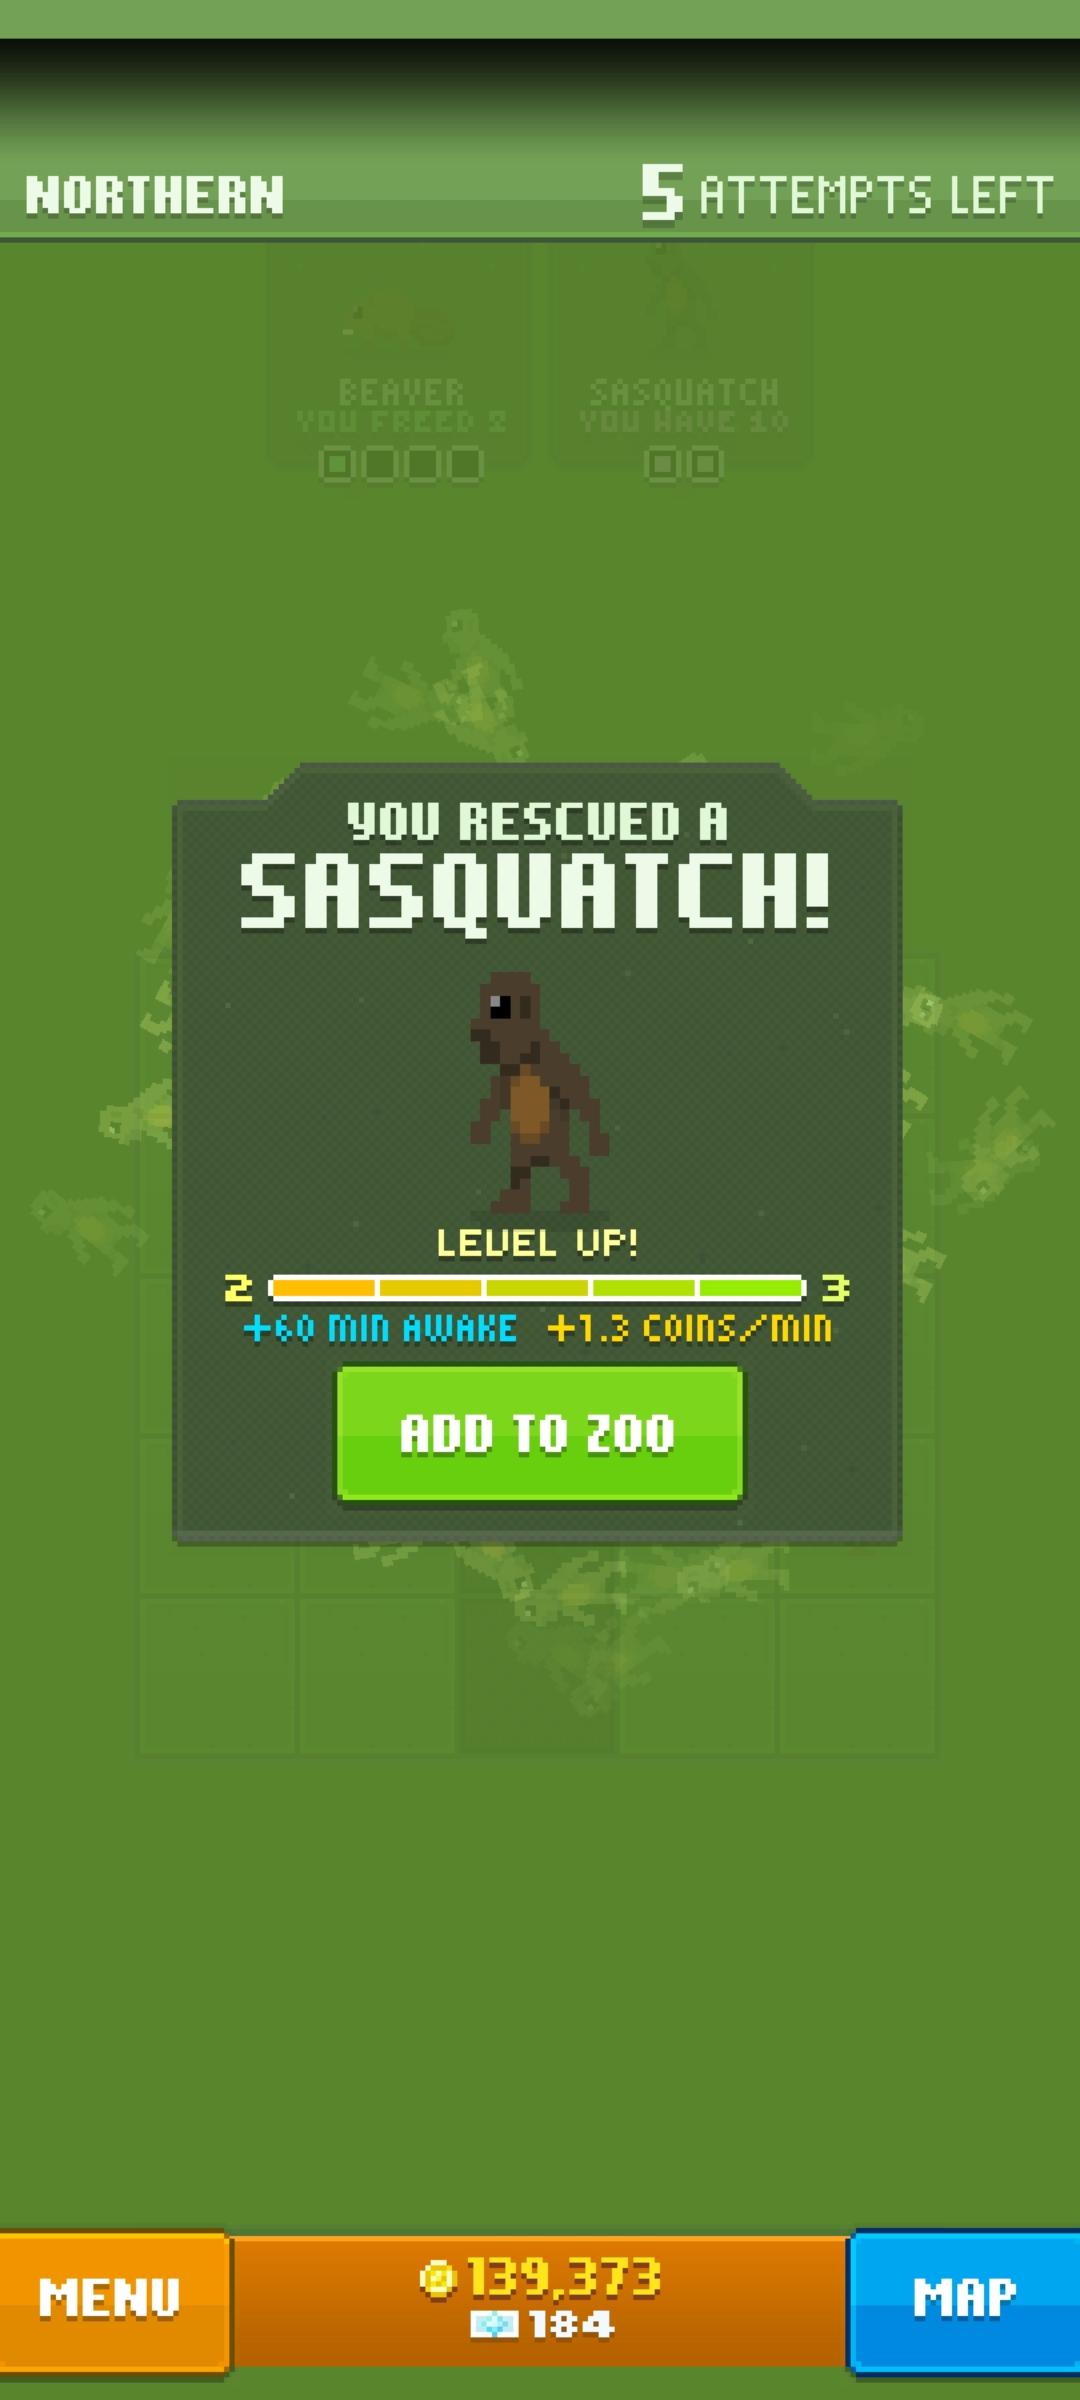 NORTHERN
5 ATTEMPTS LEFT
BEAVER
SASQUATCH
YOU FREED 2
YOU HAVE 10
YOU RESCUED A
SASQUATCH!
LEVEL UP!
2 3
+60 MIN AWAKE +1.3 COINS/MIN
ADD TO ZOO
MENU
139,373
184
MAP